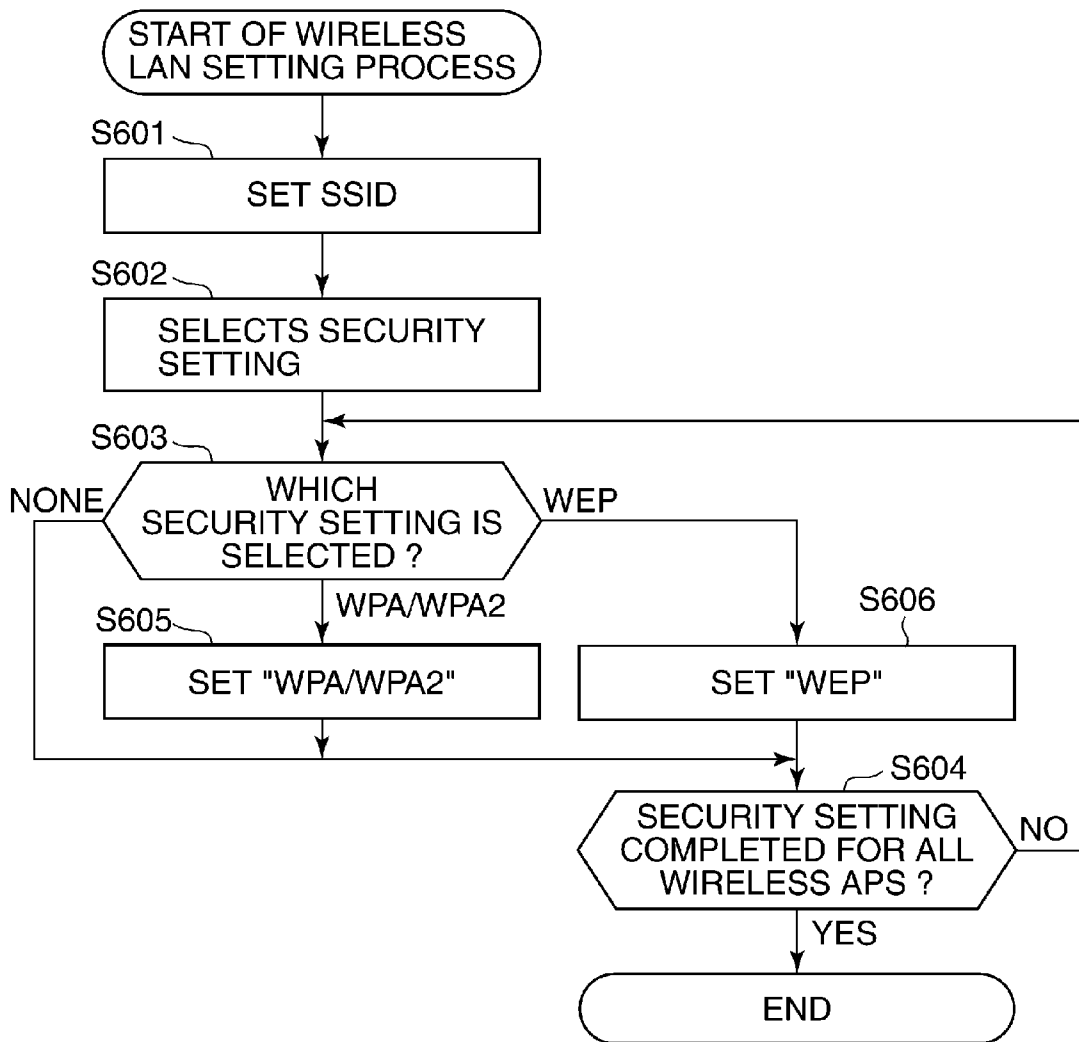 START OF WIRELESS
LAN SETTING PROCESS
S601
SET SSID
S602
SELECTS SECURITY
SETTING
S603
NONE
WHICH
SECURITY SETTING IS
SELECTED ?
WEP
WPA/WPA2
S605
SET "WPA/WPA2"
S606
SET "WEP"
S604
SECURITY SETTING
COMPLETED FOR ALL
WIRELESS APS ?
NO
YES
END